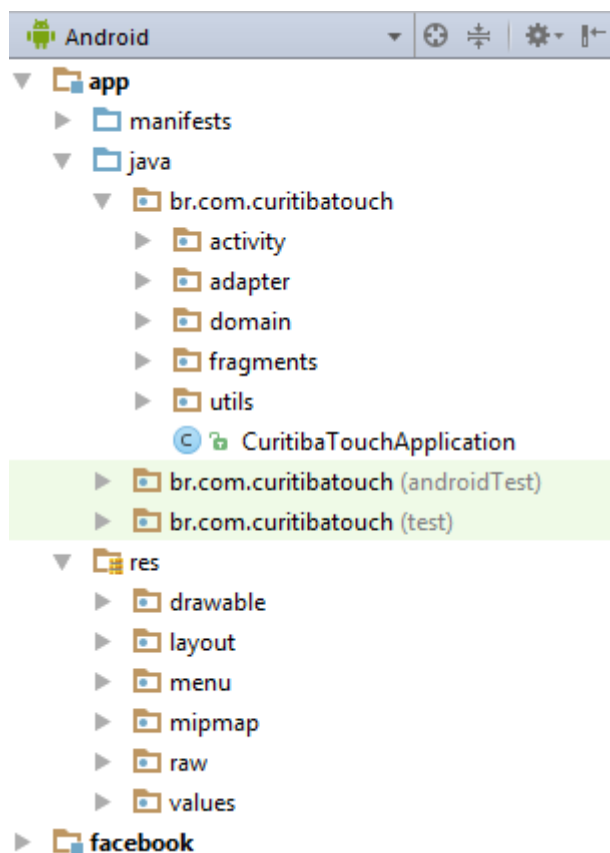 Android
app
manifests
java
br.com.curitibatouch
activity
adapter
domain
fragments
utils
C CuritibaTouchApplication
br.com.curitibatouch (androidTest)
br.com.curitibatouch (test)
res
drawable
layout
menu
mipmap
raw
values
facebook